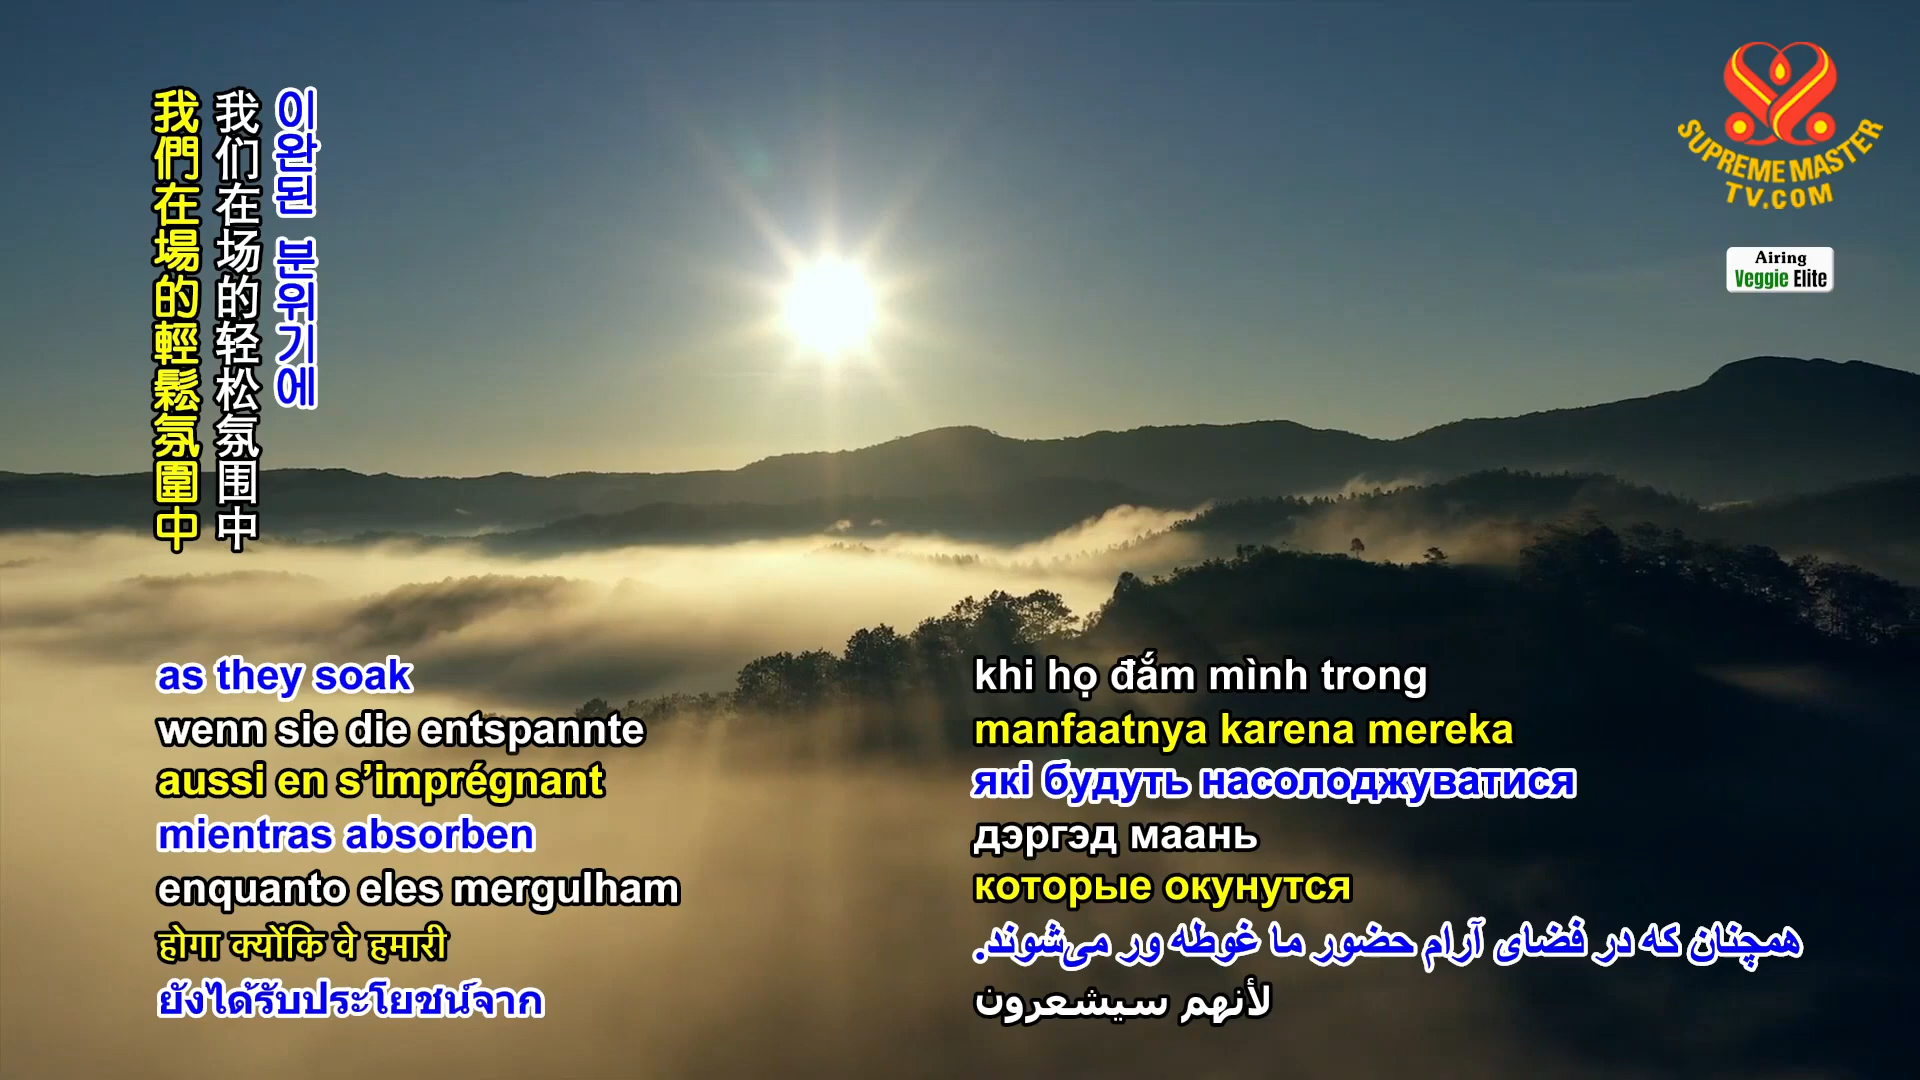 我們在場的輕鬆氛圍中
我们在场的轻松氛围中
이완된 분위기에
SUPREME MASTER
TV.COM
Airing
Veggie Elite
as they soak
wenn sie die entspannte
aussi en s’imprégnant
mientras absorben
enquanto eles mergulham
होगा क्योंकि वे हमारी
ยังได้รับประโยชน์จาก
khi họ đắm mình trong
manfaatnya karena mereka
які будуть насолоджуватися
дэргэд маань
которые окунутся
همچنان که در فضای آرام حضور ما غوطه ور می‌شوند.
لأنهم سيشعرون